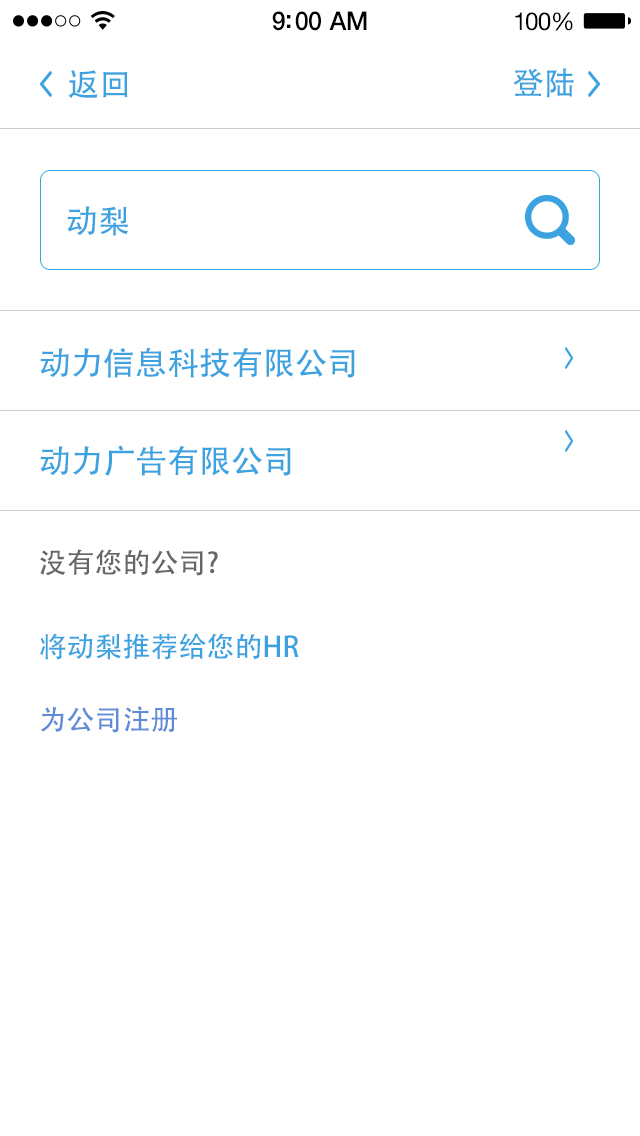 9:00 AM 100%
返回 登陆
动梨
动力信息科技有限公司
动力广告有限公司
没有您的公司?
将动梨推荐给您的HR
为公司注册